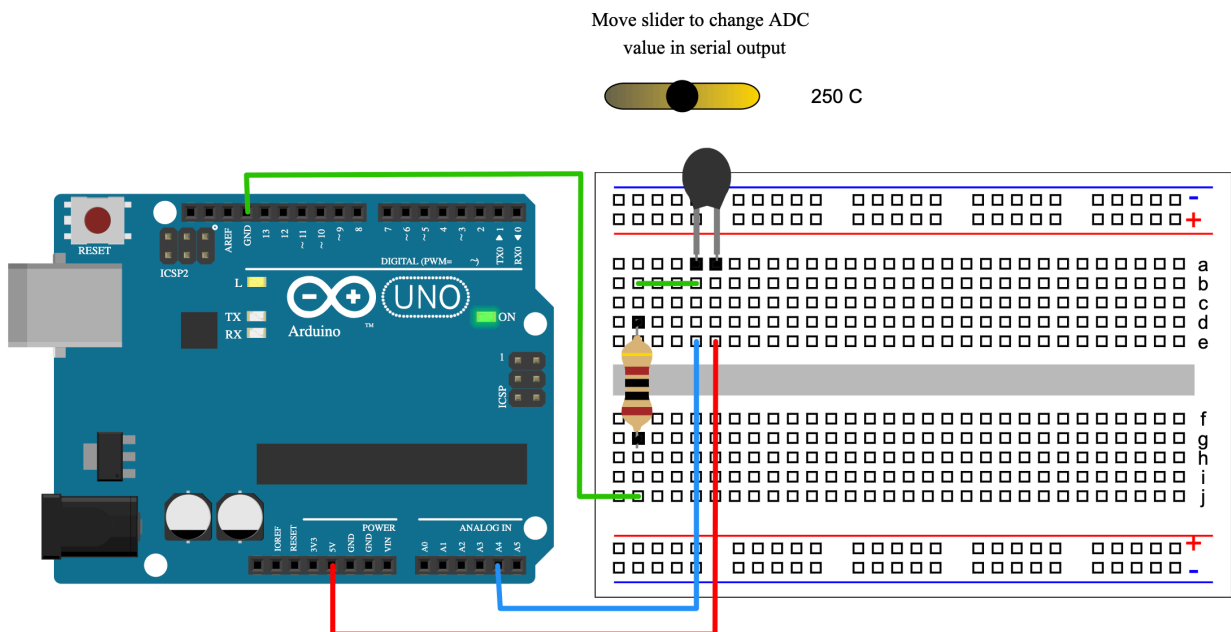 Move slider to change ADC
value in serial output
250 C
RESET
ICSP2
AREF
GND
13
12
~ 11
~ 10
~ 9
8
7
~ 6
~ 5
4
~ 3
2
TX0 ▶ 1
RX0 ◀ 0
DIGITAL (PWM= ~)
L
TX
RX
Arduino
™
UNO
ON
1
ICSP
POWER
ANALOG IN
IOREF
RESET
3V3
5V
GND
GND
VIN
A0
A1
A2
A3
A4
A5
-
+
a
b
c
d
e
f
g
h
i
j
+
-